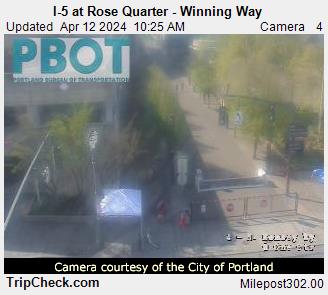 I-5 at Rose Quarter - Winning Way
Updated Apr 12 2024 10:25 AM Camera 4
PBOT
PORTLAND BUREAU OF TRANSPORTATION
Camera courtesy of the City of Portland
TripCheck.com Milepost302.00